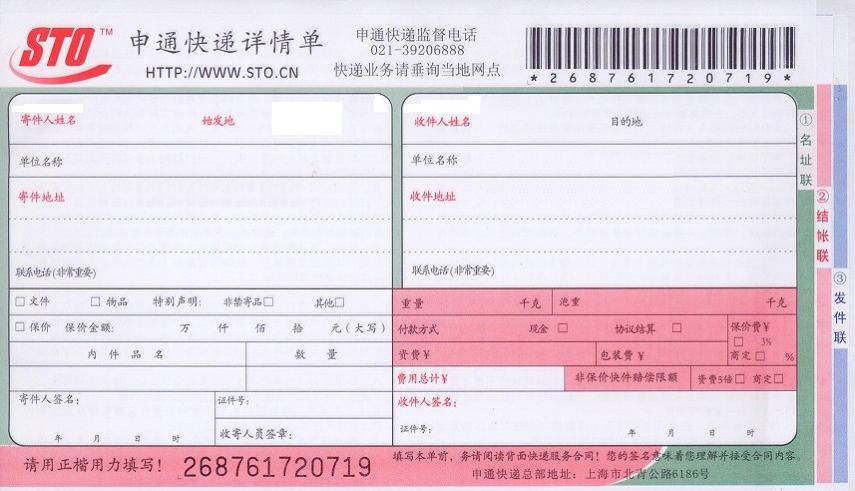 STO™ 申通快递详情单
HTTP://WWW.STO.CN
申通快递监督电话
021-39206888
快递业务请垂询当地网点
*268761720719*
寄件人姓名 始发地
单位名称
寄件地址
联系电话(非常重要)
收件人姓名 目的地
单位名称
收件地址
联系电话(非常重要)
①名址联
②结帐联
③发件联
□文件 □物品 特别声明: 非禁寄品□ 其他□
□保价 保价金额: 万 仟 佰 拾 元(大写)
内件品名 数量
寄件人签名:
年 月 日 时
证件号:
收寄人员签章:
重量 千克 泡重 千克
付款方式 现金□ 协议结算□ 保价费¥
□ 3%
资费¥ 包装费¥ 商定□ %
费用总计¥ 非保价快件赔偿限额 资费5倍□ 商定□
收件人签名:
证件号: 年 月 日 时
请用正楷用力填写! 268761720719
填写本单前,务请阅读背面快递服务合同!您的签名意味着您理解并接受合同内容。
申通快递总部地址:上海市北青公路6186号